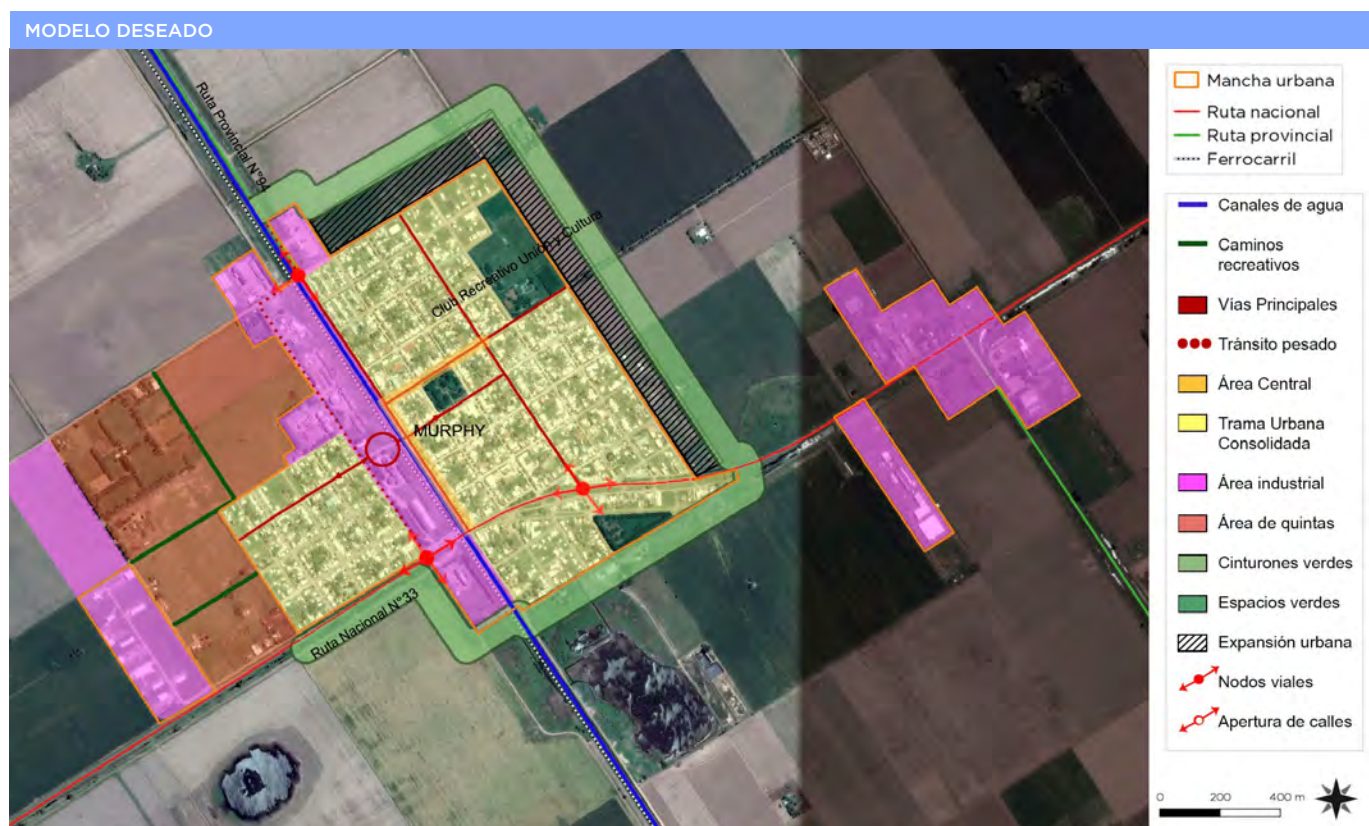 MODELO DESEADO
Ruta Provincial N°94
Club Recreativo Unión y Cultura
MURPHY
Ruta Nacional N°33
Mancha urbana
Ruta nacional
Ruta provincial
Ferrocarril
Canales de agua
Caminos
recreativos
Vías Principales
Tránsito pesado
Área Central
Trama Urbana
Consolidada
Área industrial
Área de quintas
Cinturones verdes
Espacios verdes
Expansión urbana
Nodos viales
Apertura de calles
0 200 400 m